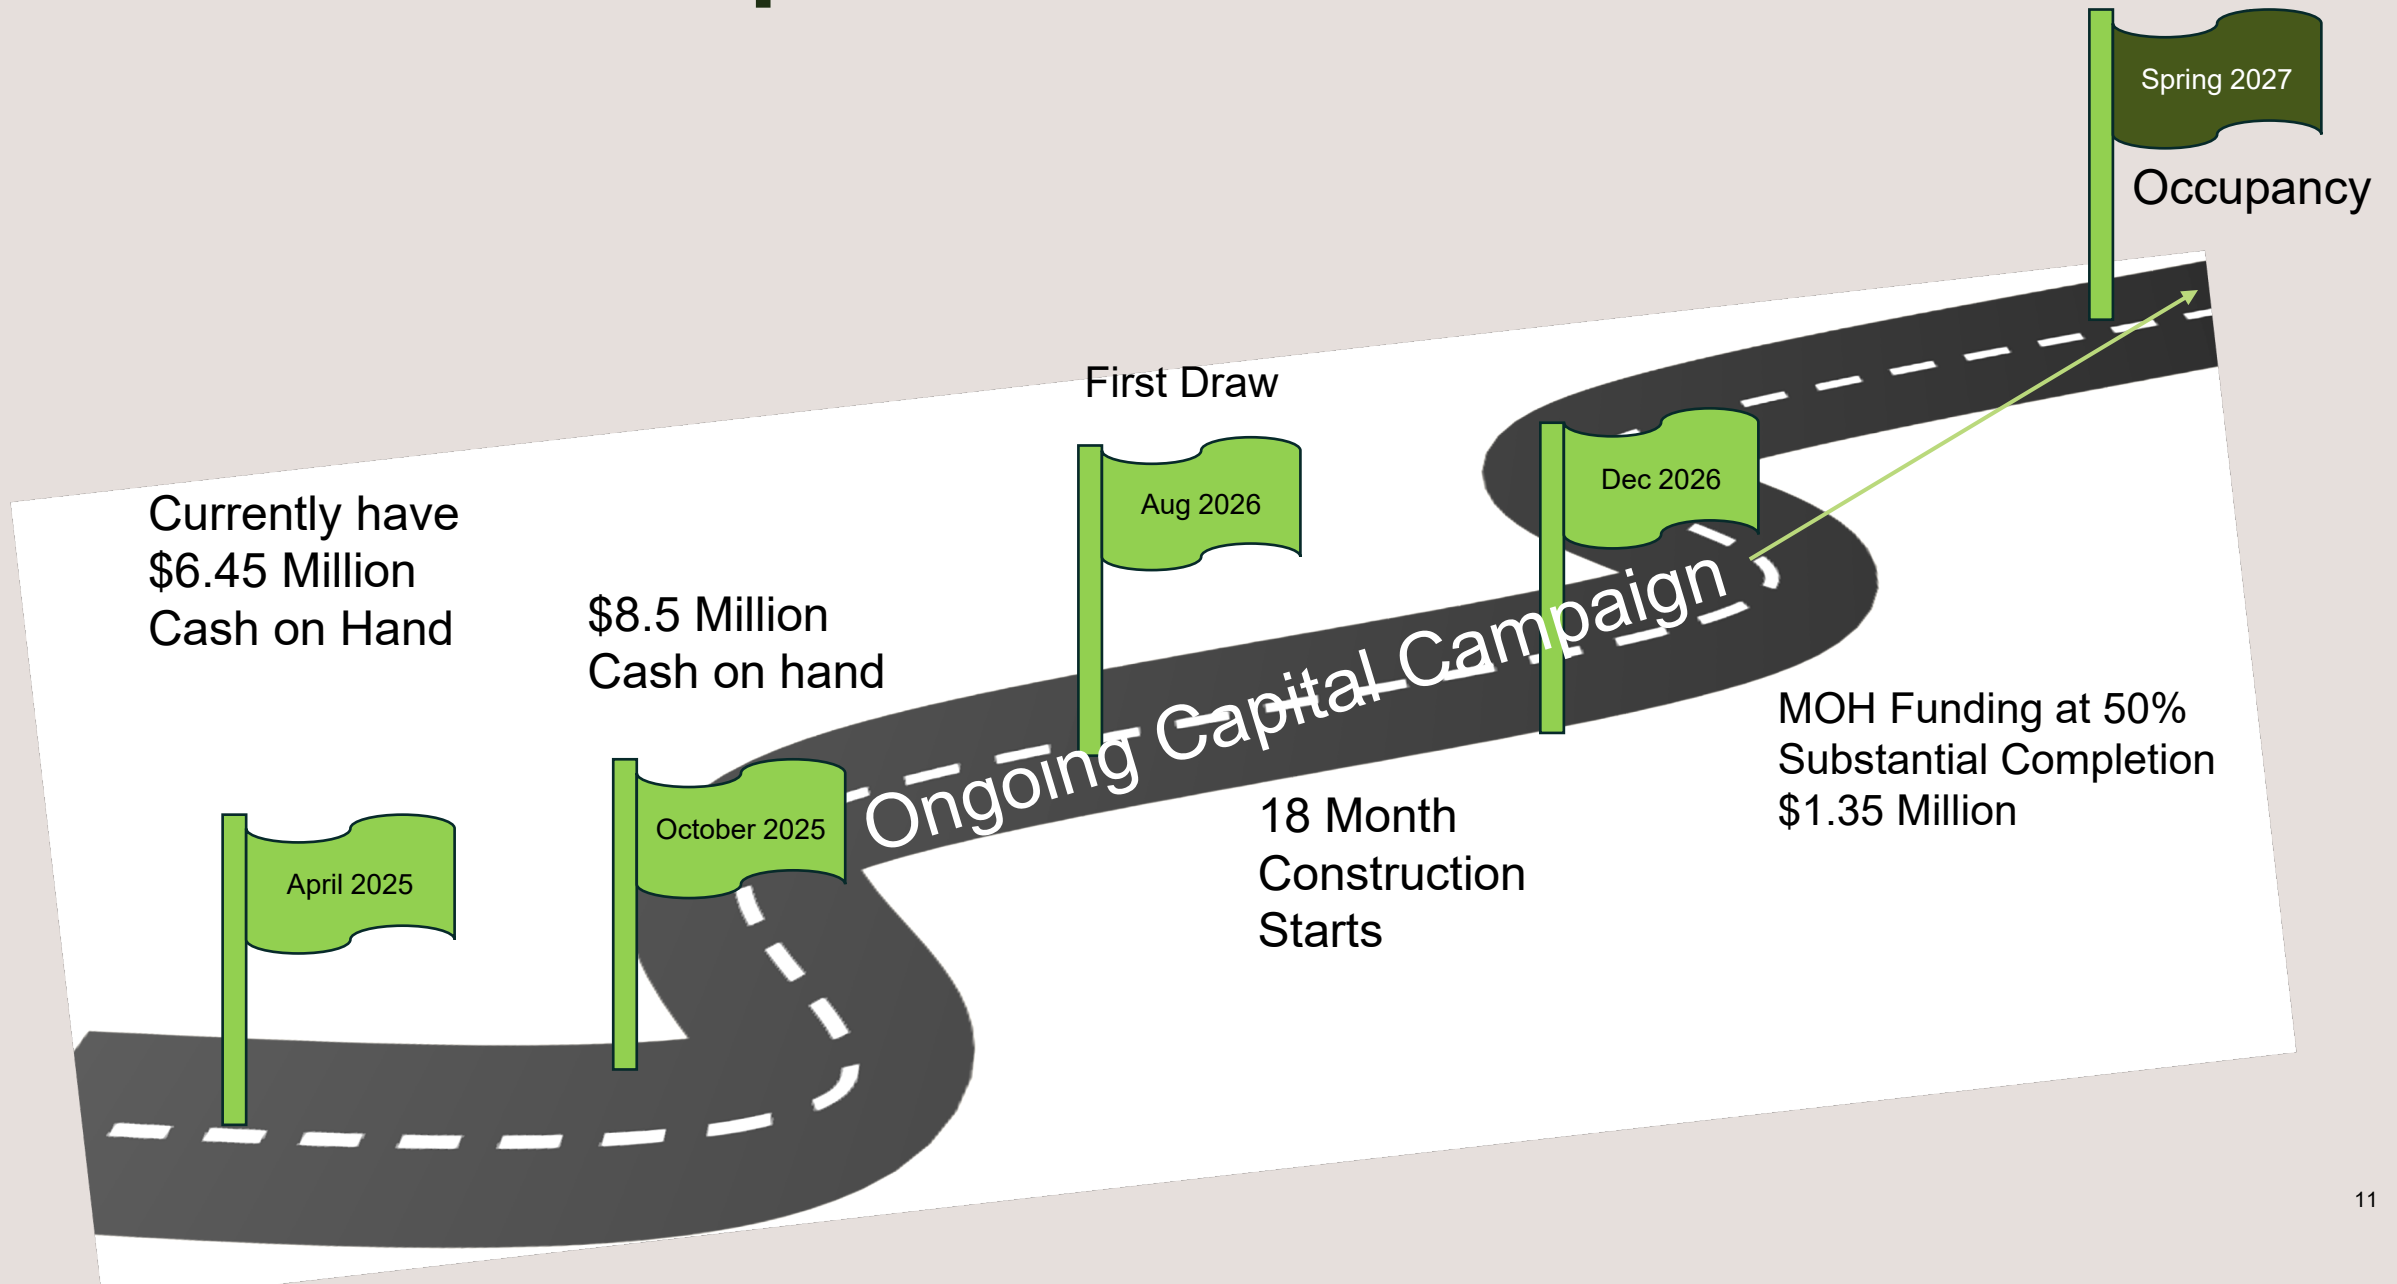 Spring 2027
Occupancy
First Draw
Aug 2026
Dec 2026
Currently have
$6.45 Million
Cash on Hand
$8.5 Million
Cash on hand
October 2025
April 2025
Ongoing Capital Campaign
18 Month
Construction
Starts
MOH Funding at 50%
Substantial Completion
$1.35 Million
11